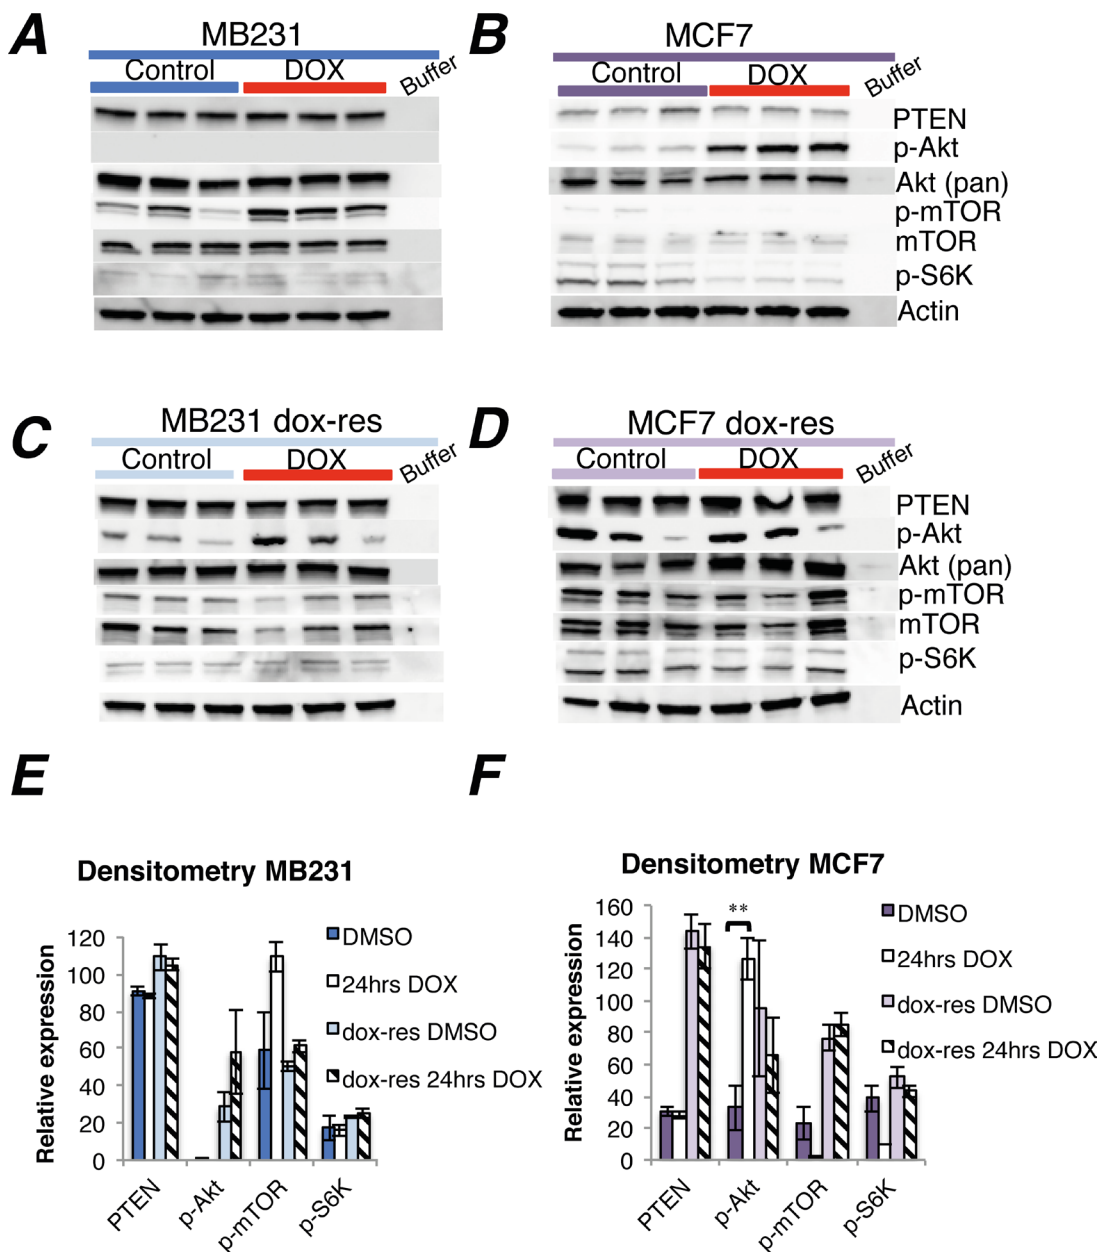 A
MB231
Control
DOX
Buffer
B
MCF7
Control
DOX
Buffer
PTEN
p-Akt
Akt (pan)
p-mTOR
mTOR
p-S6K
Actin
C
MB231 dox-res
Control
DOX
Buffer
D
MCF7 dox-res
Control
DOX
Buffer
PTEN
p-Akt
Akt (pan)
p-mTOR
mTOR
p-S6K
Actin
E
Densitometry MB231
Relative expression
120
100
80
60
40
20
0
PTEN
p-Akt
p-mTOR
p-S6K
DMSO
24hrs DOX
dox-res DMSO
dox-res 24hrs DOX
F
Densitometry MCF7
Relative expression
160
140
120
100
80
60
40
20
0
**
PTEN
p-Akt
p-mTOR
p-S6K
DMSO
24hrs DOX
dox-res DMSO
dox-res 24hrs DOX